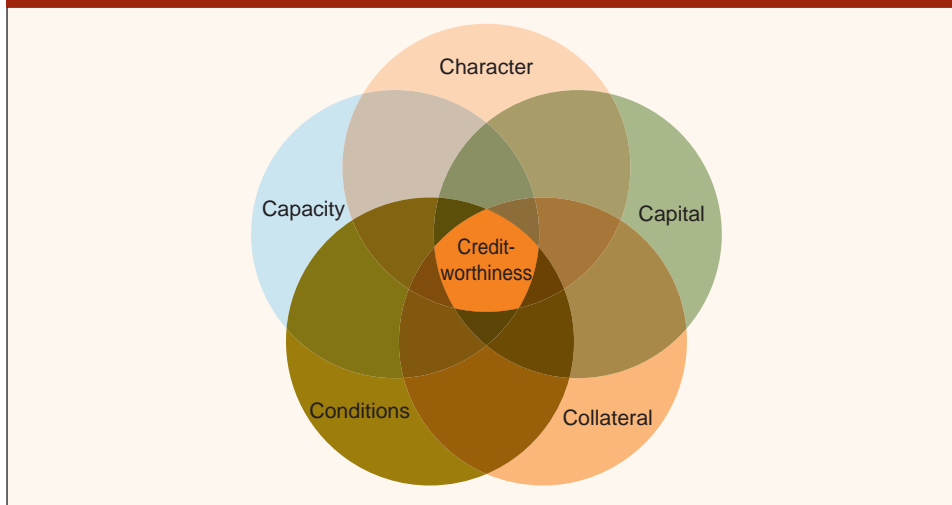 Character
Capacity
Capital
Credit-
worthiness
Conditions
Collateral